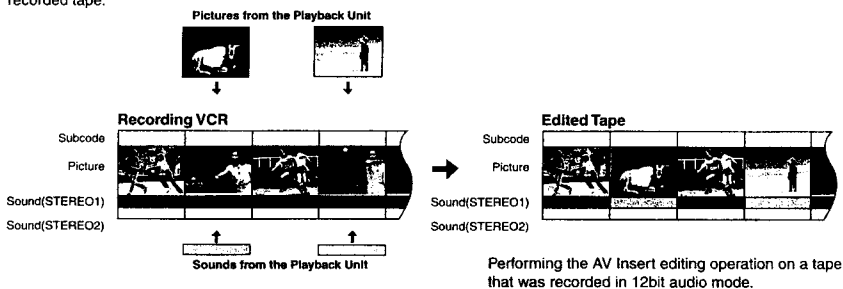 recorded tape.
Pictures from the Playback Unit
Recording VCR
Subcode
Picture
Sound(STEREO1)
Sound(STEREO2)
Sounds from the Playback Unit
Edited Tape
Subcode
Picture
Sound(STEREO1)
Sound(STEREO2)
Performing the AV Insert editing operation on a tape
that was recorded in 12bit audio mode.